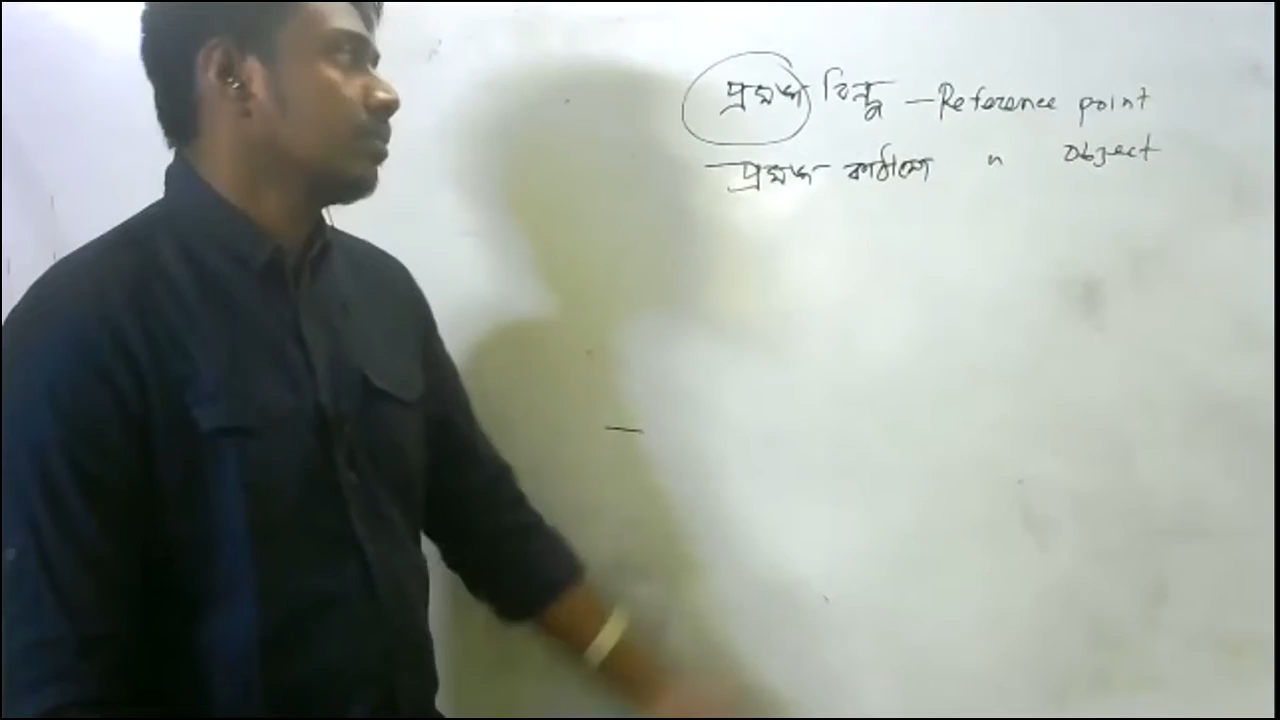 প্রসঙ্গ বিন্দু — Reference point
— প্রসঙ্গ কাঠামো " object